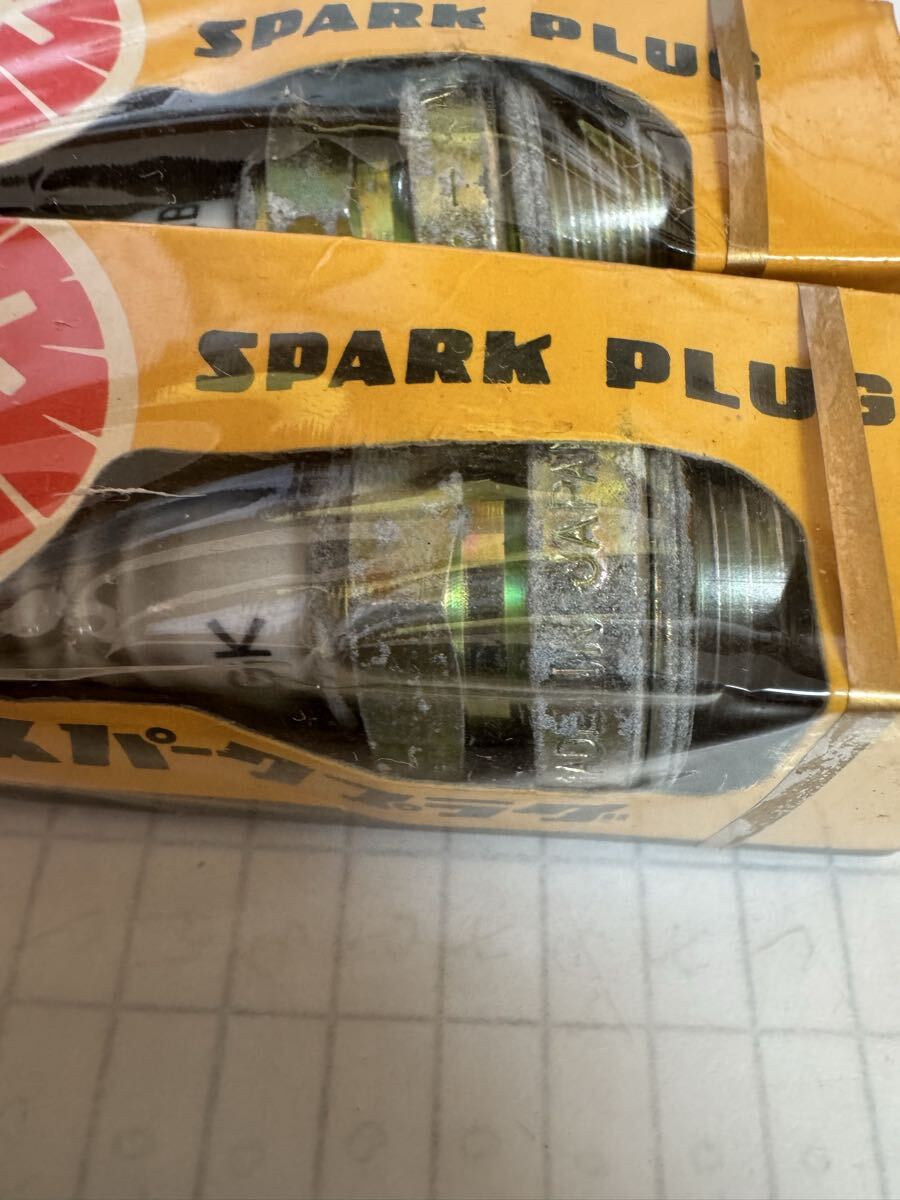 SPARK PLUG
SPARK PLUG
MADE IN JAPAN
スパークプラグ